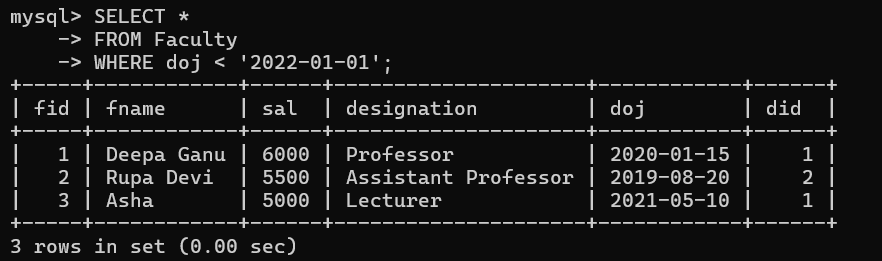 mysql> SELECT *
    -> FROM Faculty
    -> WHERE doj < '2022-01-01';
+-----+------------+------+---------------------+------------+------+
| fid | fname      | sal  | designation         | doj        | did  |
+-----+------------+------+---------------------+------------+------+
|   1 | Deepa Ganu | 6000 | Professor           | 2020-01-15 |    1 |
|   2 | Rupa Devi  | 5500 | Assistant Professor | 2019-08-20 |    2 |
|   3 | Asha       | 5000 | Lecturer            | 2021-05-10 |    1 |
+-----+------------+------+---------------------+------------+------+
3 rows in set (0.00 sec)